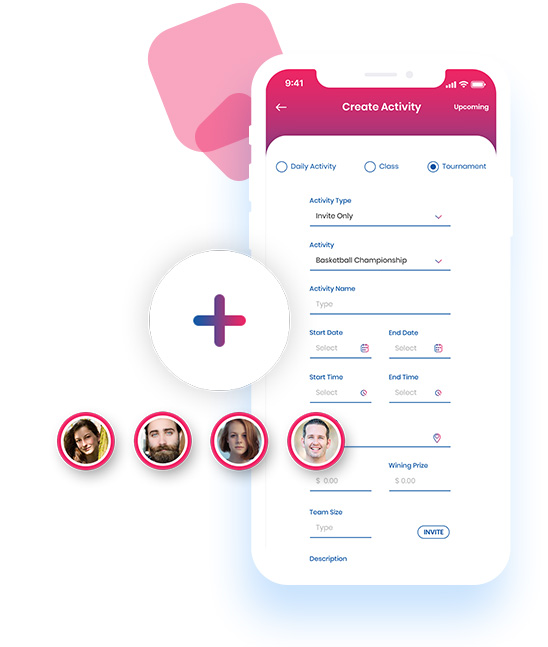 9:41
Create Activity
Upcoming
Daily Activity
Class
Tournament
Activity Type
Invite Only
Activity
Basketball Championship
Activity Name
Type
Start Date
End Date
Select
Select
Start Time
End Time
Select
Select
Wining Prize
$ 0.00
$ 0.00
Team Size
Type
INVITE
Description